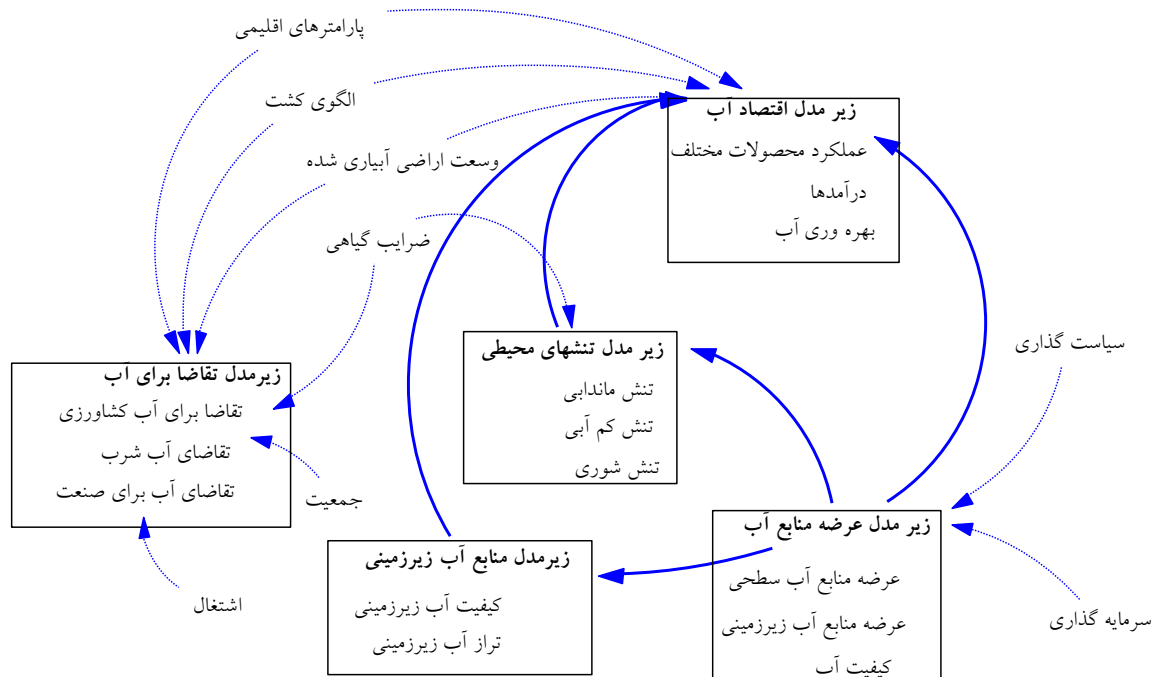 پارامترهای اقلیمی
الگوی کشت
وسعت اراضی آبیاری شده
ضرایب گیاهی
زیر مدل اقتصاد آب
عملکرد محصولات مختلف
درآمدها
بهره وری آب
سیاست گذاری
زیر مدل تنشهای محیطی
تنش ماندابی
تنش کم آبی
تنش شوری
زیرمدل تقاضا برای آب
تقاضا برای آب کشاورزی
تقاضای آب شرب
تقاضای آب برای صنعت
جمعیت
اشتغال
زیرمدل منابع آب زیرزمینی
کیفیت آب زیرزمینی
تراز آب زیرزمینی
زیر مدل عرضه منابع آب
عرضه منابع آب سطحی
عرضه منابع آب زیرزمینی
کیفیت آب
سرمایه گذاری